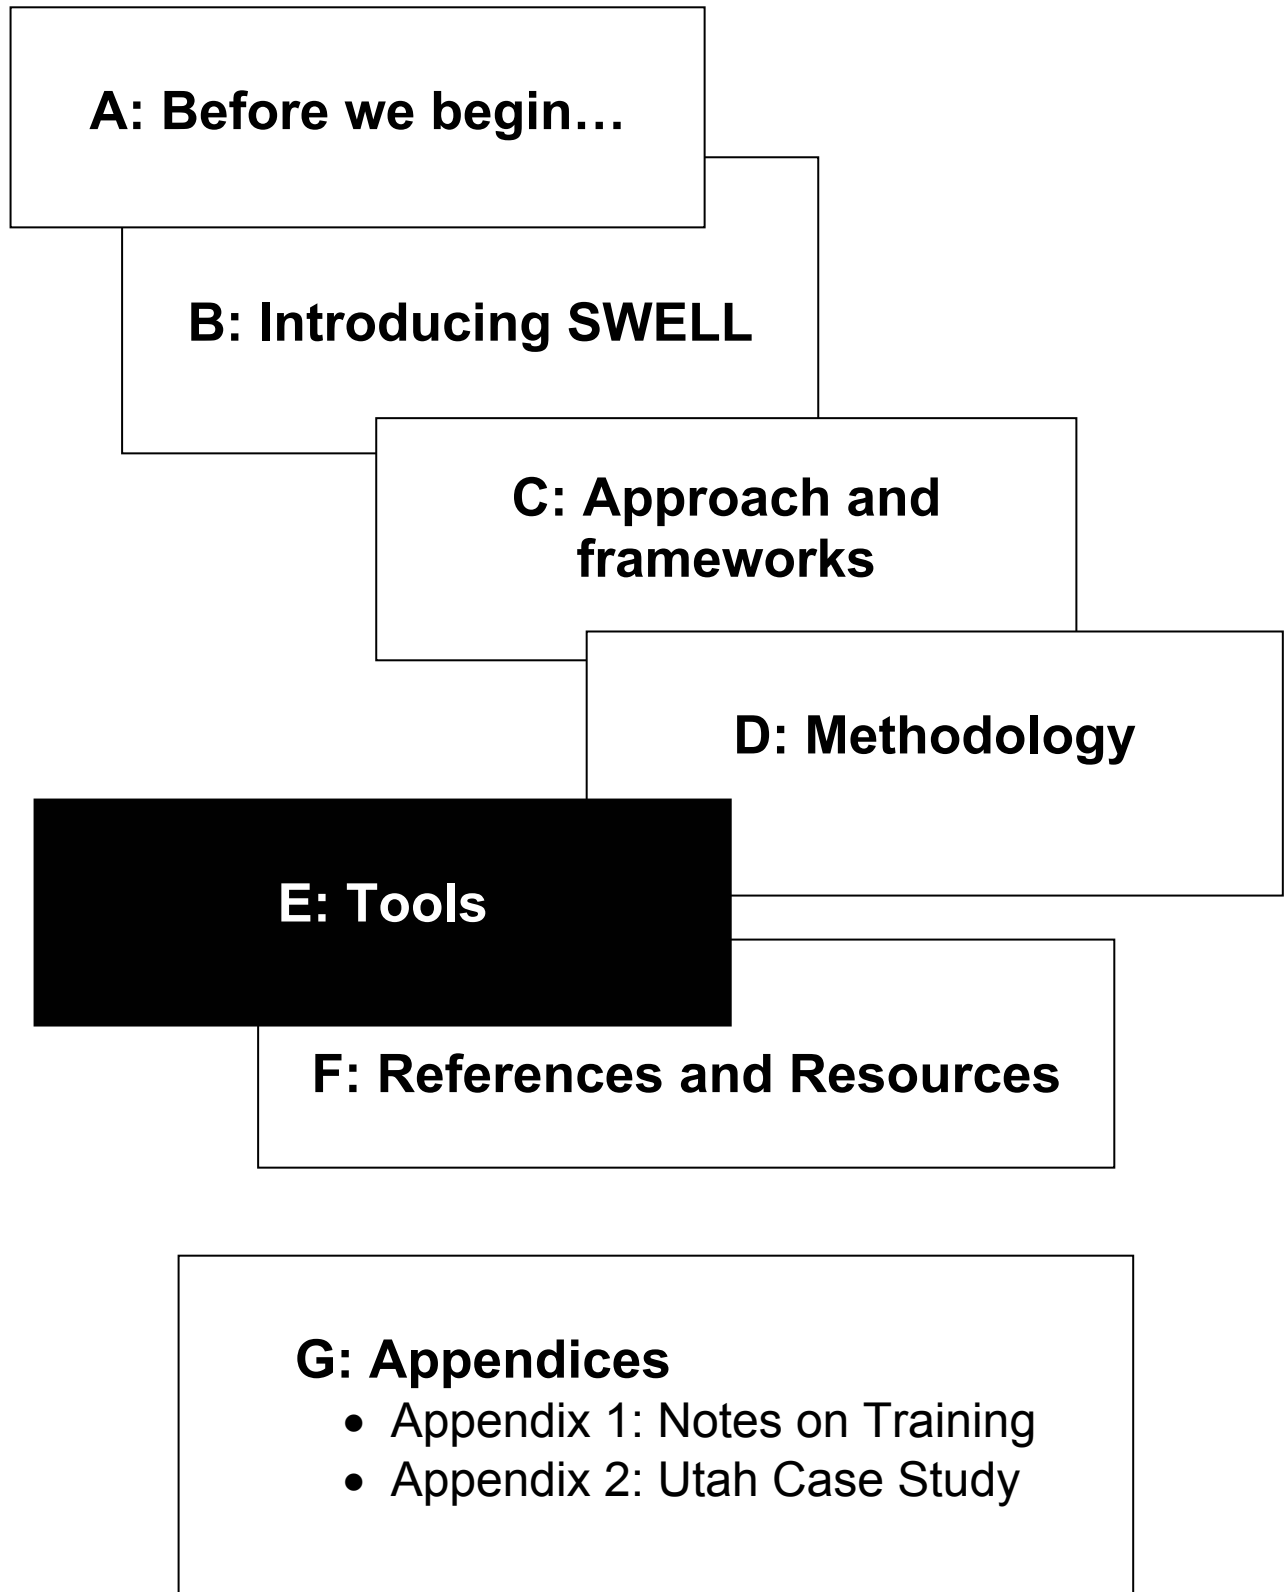 A: Before we begin…
B: Introducing SWELL
C: Approach and
frameworks
D: Methodology
E: Tools
F: References and Resources
G: Appendices
• Appendix 1: Notes on Training
• Appendix 2: Utah Case Study